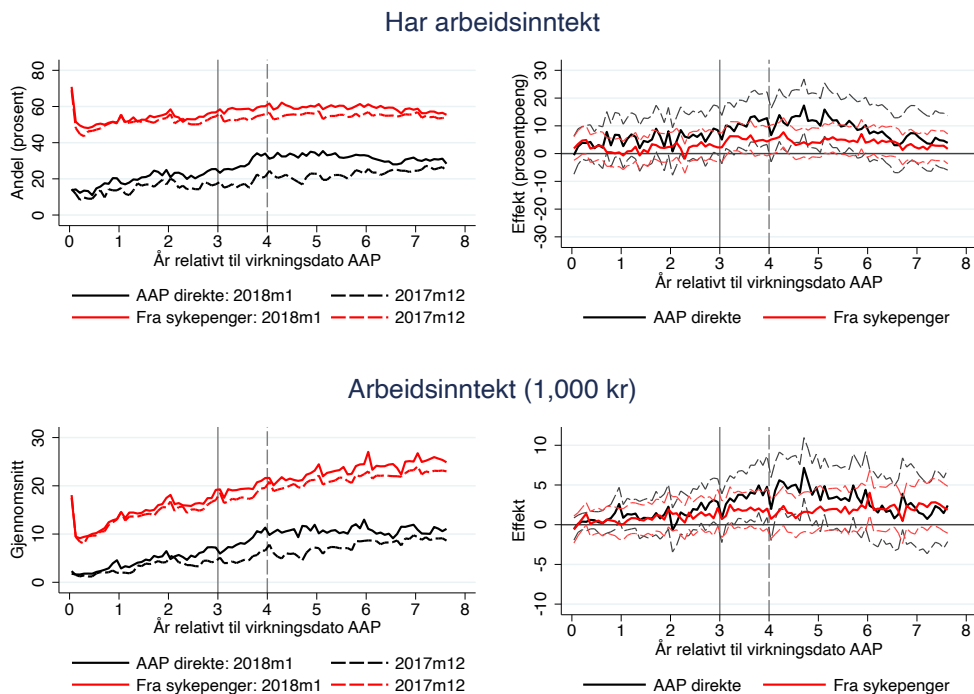 Har arbeidsinntekt
Andel (prosent)
80
60
40
20
0
0 1 2 3 4 5 6 7 8
År relativt til virkningsdato AAP
AAP direkte: 2018m1 2017m12
Fra sykepenger: 2018m1 2017m12
Effekt (prosentpoeng)
30
20
10
0
-10
-20
-30
0 1 2 3 4 5 6 7 8
År relativt til virkningsdato AAP
AAP direkte Fra sykepenger
Arbeidsinntekt (1,000 kr)
Gjennomsnitt
30
20
10
0
0 1 2 3 4 5 6 7 8
År relativt til virkningsdato AAP
AAP direkte: 2018m1 2017m12
Fra sykepenger: 2018m1 2017m12
Effekt
10
5
0
-5
-10
0 1 2 3 4 5 6 7 8
År relativt til virkningsdato AAP
AAP direkte Fra sykepenger